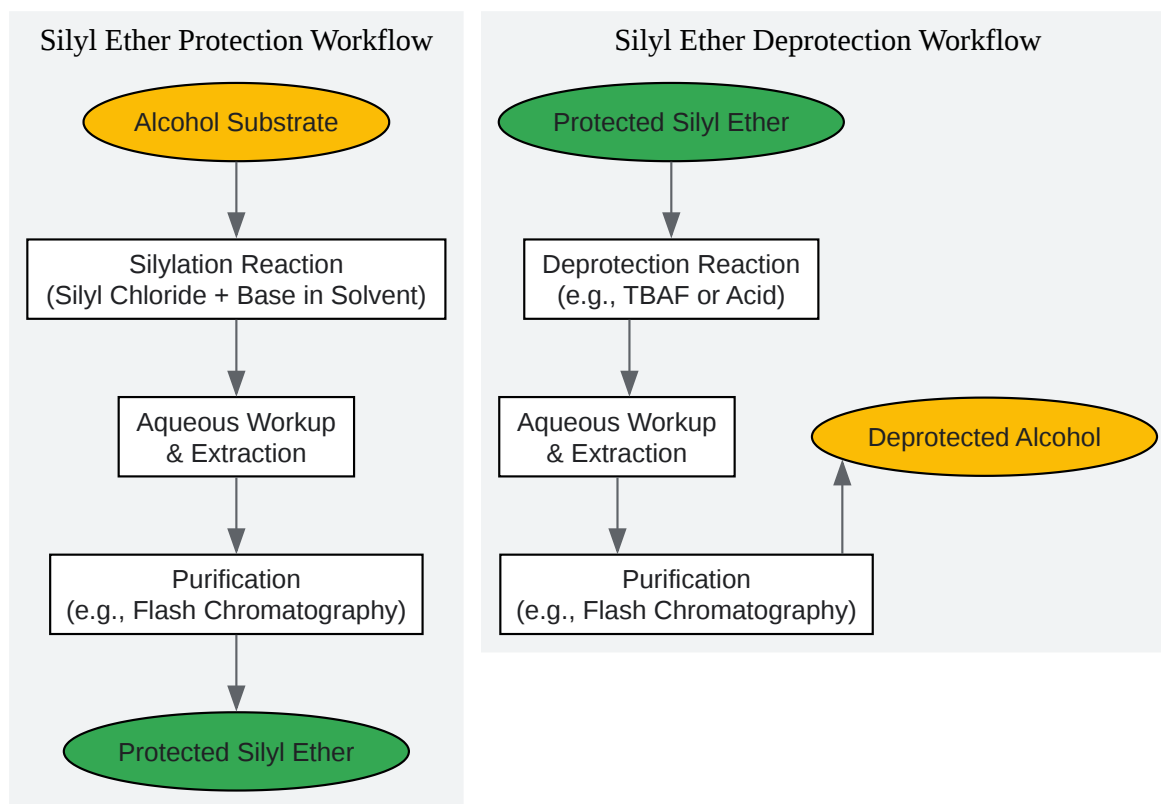 Silyl Ether Protection Workflow
Alcohol Substrate
Silylation Reaction
(Silyl Chloride + Base in Solvent)
Aqueous Workup
& Extraction
Purification
(e.g., Flash Chromatography)
Protected Silyl Ether
Silyl Ether Deprotection Workflow
Protected Silyl Ether
Deprotection Reaction
(e.g., TBAF or Acid)
Aqueous Workup
& Extraction
Purification
(e.g., Flash Chromatography)
Deprotected Alcohol